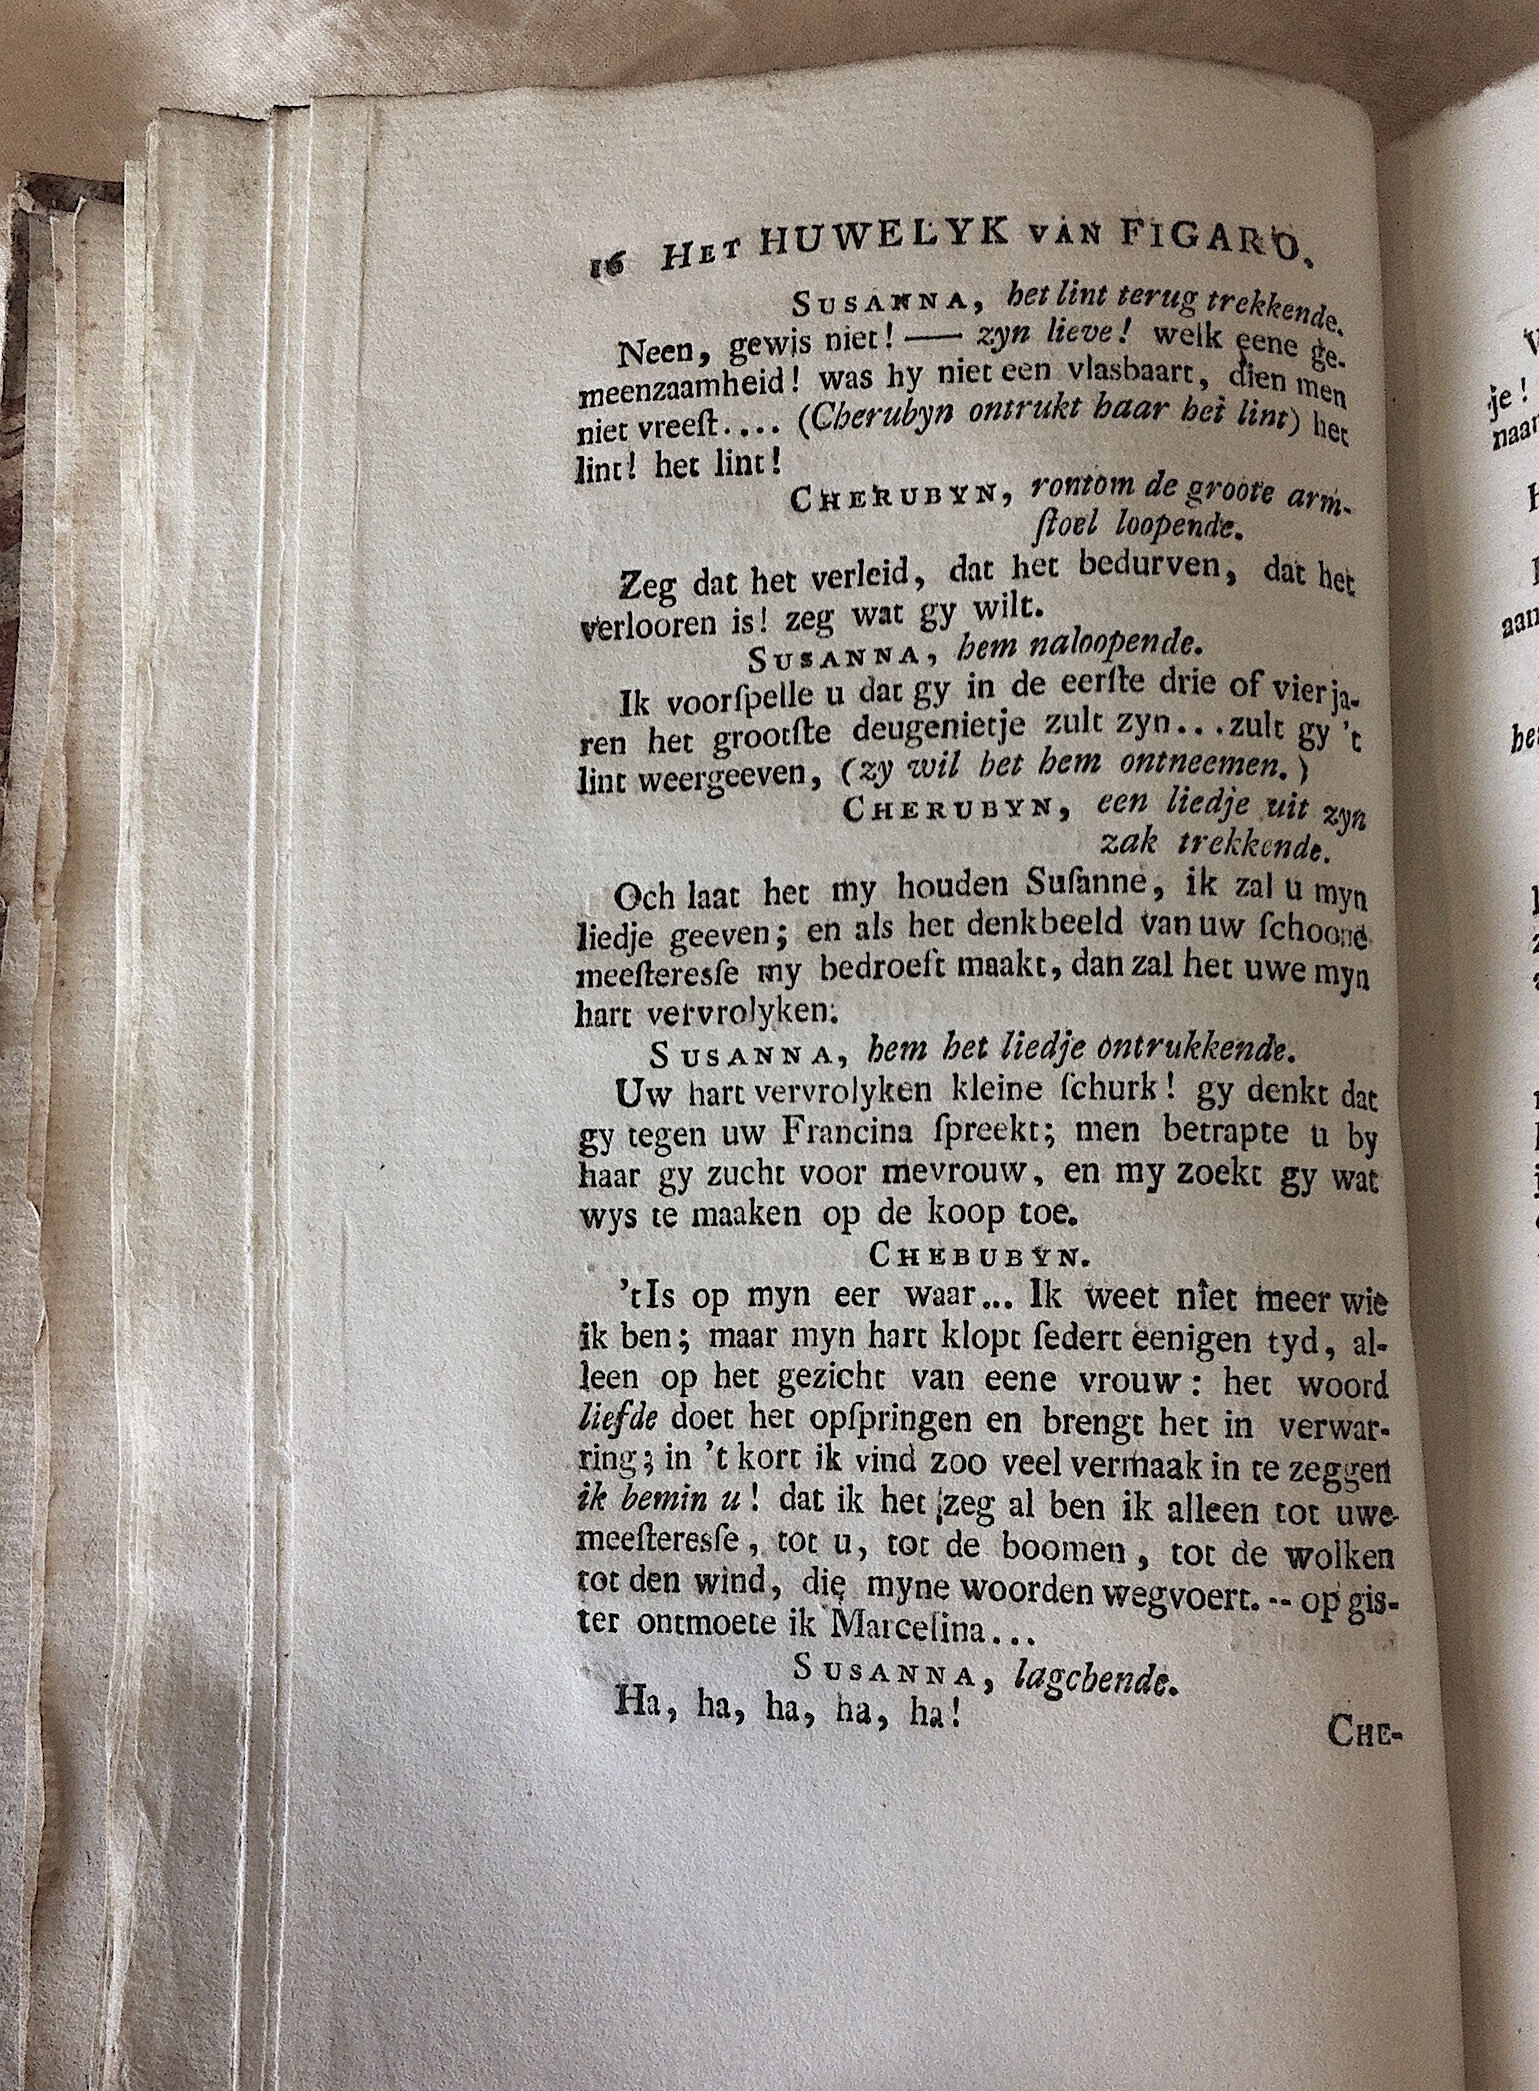 16 HET HUWELYK VAN FIGARO.
SUSANNA, het lint terug trekkende.
Neen, gewis niet! — zyn lieve! welk eene ge-
meenzaamheid! was hy niet een vlasbaart, dien men
niet vreeſt.... (Cherubyn ontrukt haar het lint) het
lint! het lint!
CHERUBYN, rontom de groote arm-
ſtoel loopende.
Zeg dat het verleid, dat het bedurven, dat het
verlooren is! zeg wat gy wilt.
SUSANNA, hem naloopende.
Ik voorſpelle u dat gy in de eerſte drie of vier ja-
ren het grootſte deugenietje zult zyn... zult gy 't
lint weergeeven, (zy wil het hem ontneemen.)
CHERUBYN, een liedje uit zyn
zak trekkende.
Och laat het my houden Suſanne, ik zal u myn
liedje geeven; en als het denkbeeld van uw ſchoone
meeſteresſe my bedroeft maakt, dan zal het uwe myn
hart vervrolyken.
SUSANNA, hem het liedje ontrukkende.
Uw hart vervrolyken kleine ſchurk! gy denkt dat
gy tegen uw Francina ſpreekt; men betrapte u by
haar gy zucht voor mevrouw, en my zoekt gy wat
wys te maaken op de koop toe.
CHEBUBYN.
'tIs op myn eer waar... Ik weet niet meer wie
ik ben; maar myn hart klopt ſedert eenigen tyd, al-
leen op het gezicht van eene vrouw: het woord
liefde doet het opſpringen en brengt het in verwar-
ring; in 't kort ik vind zoo veel vermaak in te zeggen
ik bemin u! dat ik het zeg al ben ik alleen tot uwe
meeſteresſe, tot u, tot de boomen, tot de wolken
tot den wind, die myne woorden wegvoert. -- op gis-
ter ontmoete ik Marcelina...
SUSANNA, lagchende.
Ha, ha, ha, ha, ha!
CHE-
je!
naar
aan